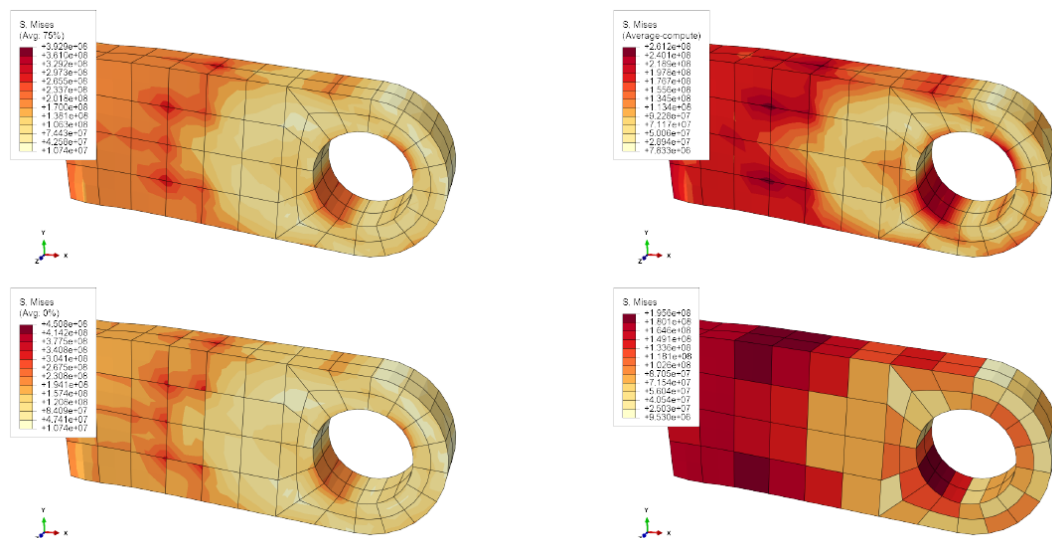 S, Mises
(Avg: 75%)
+3.929e+08
+3.610e+08
+3.292e+08
+2.973e+08
+2.655e+08
+2.337e+08
+2.018e+08
+1.700e+08
+1.381e+08
+1.063e+08
+7.443e+07
+4.258e+07
+1.074e+07
Y
Z
X
S, Mises
(Average-compute)
+2.612e+08
+2.401e+08
+2.189e+08
+1.978e+08
+1.767e+08
+1.556e+08
+1.345e+08
+1.134e+08
+9.228e+07
+7.117e+07
+5.006e+07
+2.894e+07
+7.833e+06
Y
Z
X
S, Mises
(Avg: 0%)
+4.508e+08
+4.142e+08
+3.775e+08
+3.408e+08
+3.041e+08
+2.675e+08
+2.308e+08
+1.941e+08
+1.574e+08
+1.208e+08
+8.409e+07
+4.741e+07
+1.074e+07
Y
X
S, Mises
+1.956e+08
+1.801e+08
+1.646e+08
+1.491e+08
+1.336e+08
+1.181e+08
+1.026e+08
+8.705e+07
+7.154e+07
+5.604e+07
+4.054e+07
+2.503e+07
+9.530e+06
Y
X